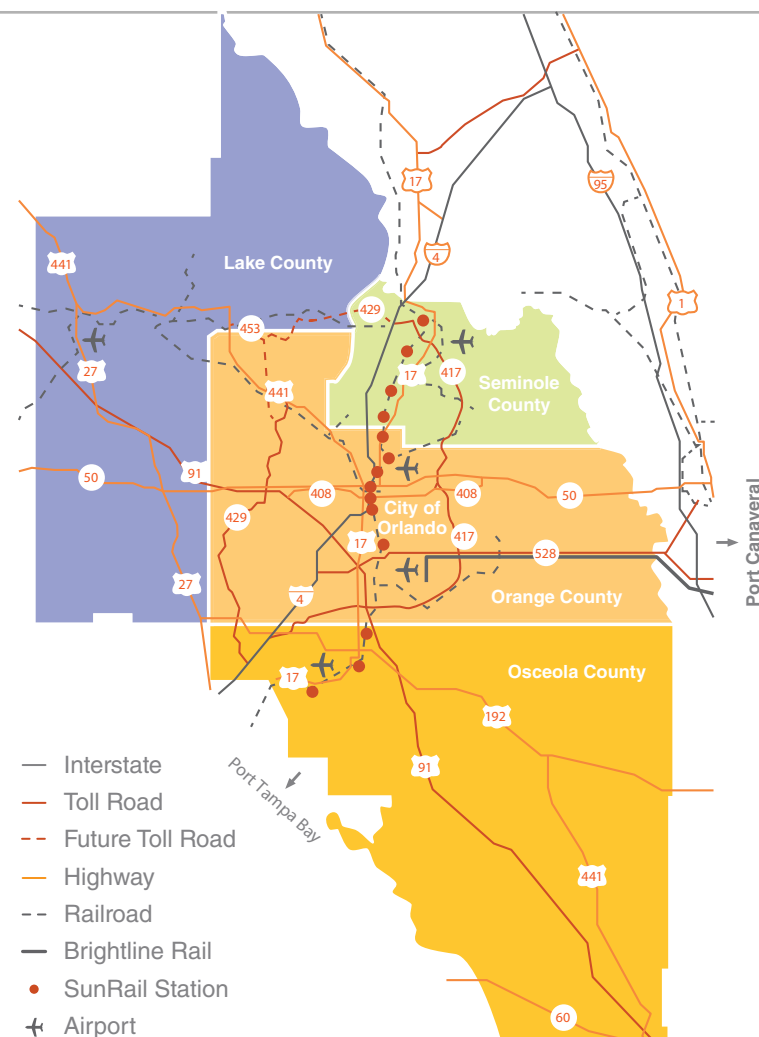 17
95
4
441
Lake County
1
429
453
17
27
417
441
Seminole
County
91
50
408
408
50
429
City of
Orlando
417
17
528
Port Canaveral
27
4
Orange County
Osceola County
17
192
91
Port Tampa Bay
441
60
Interstate
Toll Road
Future Toll Road
Highway
Railroad
Brightline Rail
SunRail Station
Airport